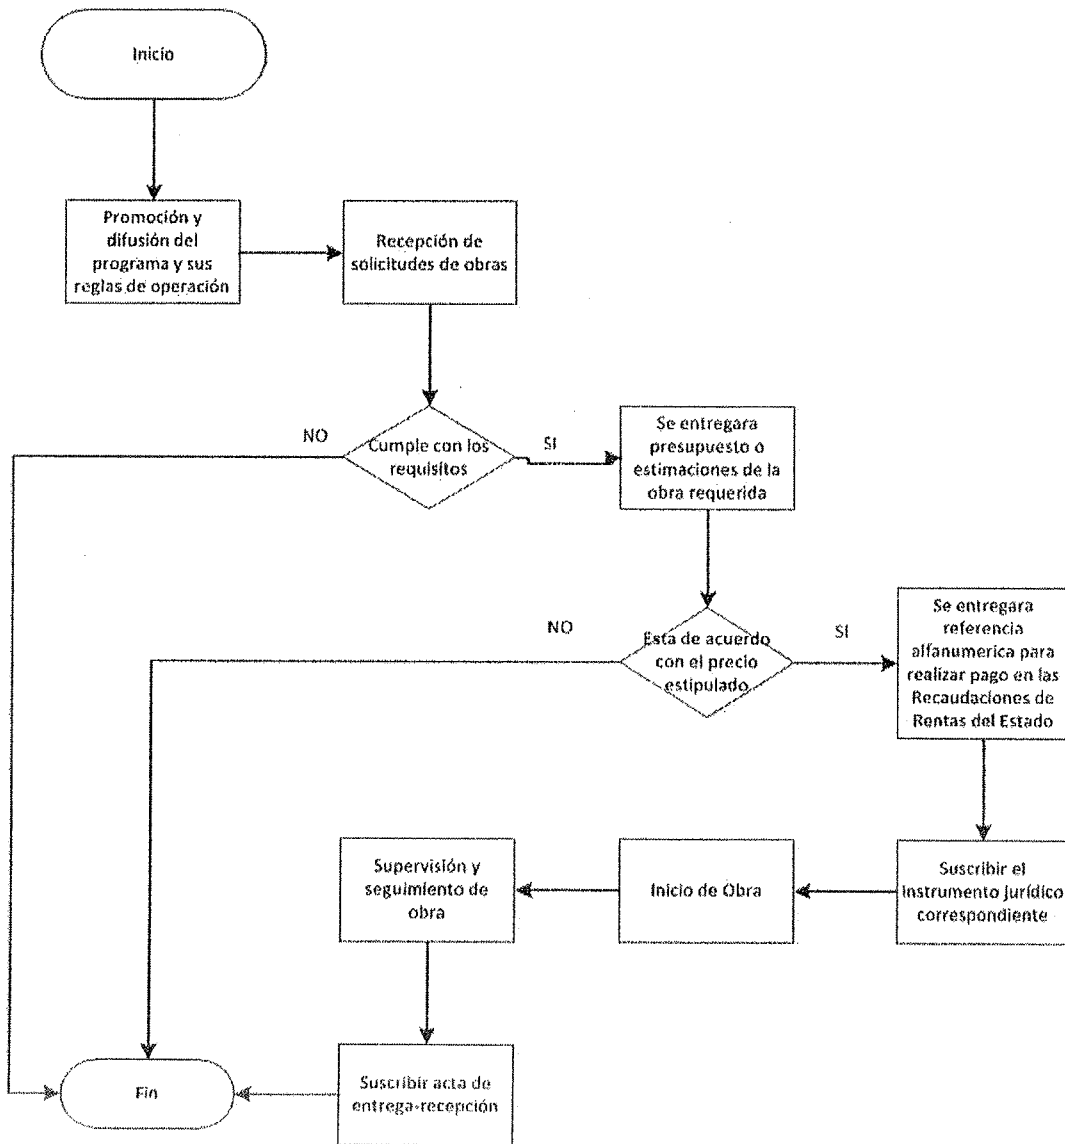 Inicio
Promoción y
difusión del
programa y sus
reglas de operación
Recepción de
solicitudes de obras
NO
Cumple con los
requisitos
SI
Se entregara
presupuesto o
estimaciones de la
obra requerida
NO
Esta de acuerdo
con el precio
estipulado
SI
Se entregara
referencia
alfanumerica para
realizar pago en las
Recaudaciones de
Rentas del Estado
Supervisión y
seguimiento de
obra
Inicio de Obra
Suscribir el
instrumento jurídico
correspondiente
Fin
Suscribir acta de
entrega-recepción